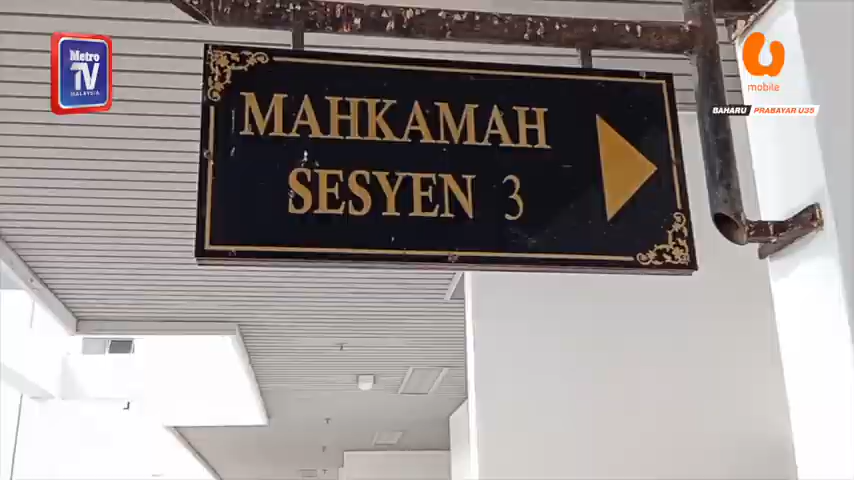 Metro
TV
MALAYSIA
mobile
BAHARU PRABAYAR U35
MAHKAMAH
SESYEN 3